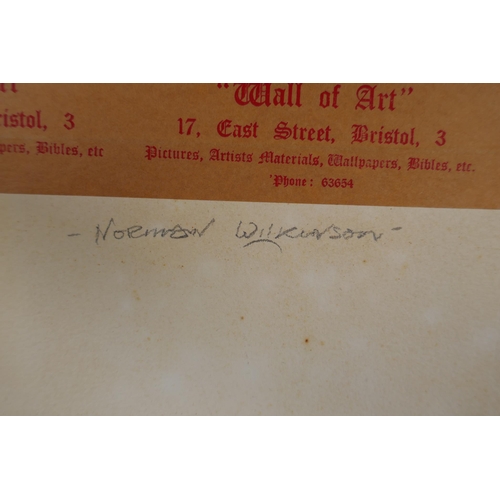 "Wall of Art"
ristol, 3
17, East Street, Bristol, 3
pers, Bibles, etc
Pictures, Artists Materials, Wallpapers, Bibles, etc.
'Phone: 63654
- NORMAN WILKINSON -